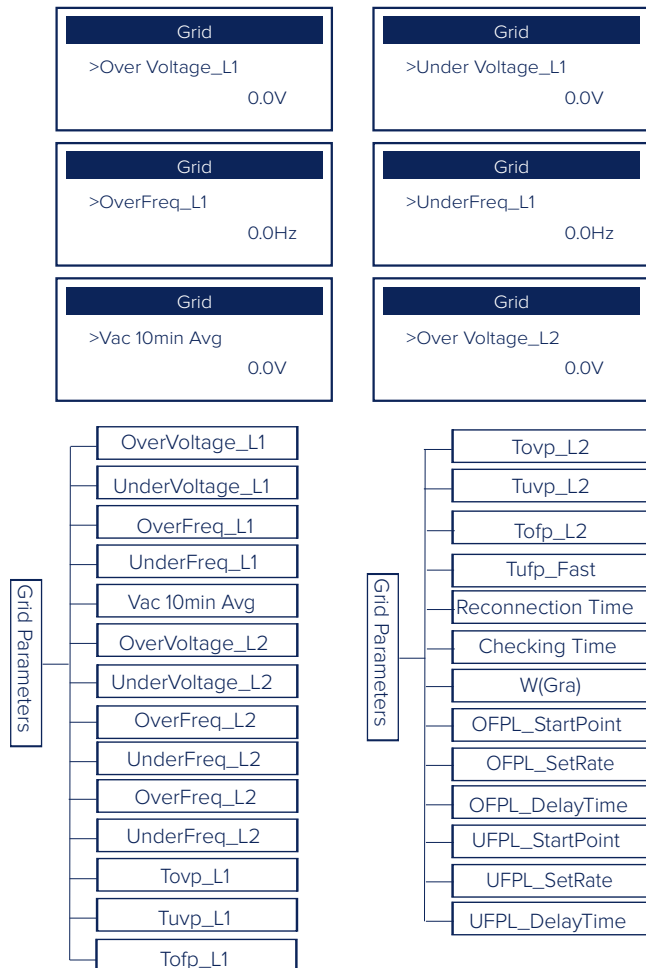 Grid
>Over Voltage_L1
0.0V
Grid
>Under Voltage_L1
0.0V
Grid
>OverFreq_L1
0.0Hz
Grid
>UnderFreq_L1
0.0Hz
Grid
>Vac 10min Avg
0.0V
Grid
>Over Voltage_L2
0.0V
Grid Parameters
OverVoltage_L1
UnderVoltage_L1
OverFreq_L1
UnderFreq_L1
Vac 10min Avg
OverVoltage_L2
UnderVoltage_L2
OverFreq_L2
UnderFreq_L2
OverFreq_L2
UnderFreq_L2
Tovp_L1
Tuvp_L1
Tofp_L1
Grid Parameters
Tovp_L2
Tuvp_L2
Tofp_L2
Tufp_Fast
Reconnection Time
Checking Time
W(Gra)
OFPL_StartPoint
OFPL_SetRate
OFPL_DelayTime
UFPL_StartPoint
UFPL_SetRate
UFPL_DelayTime